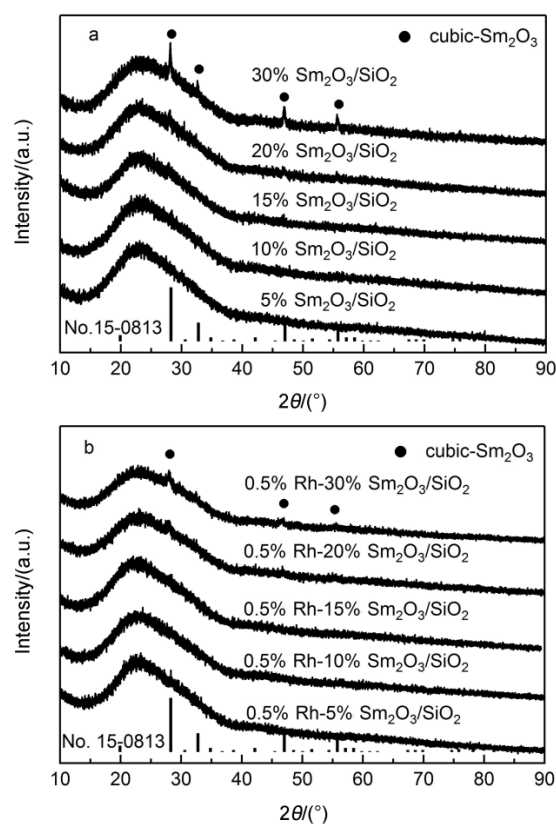 a
● cubic-Sm₂O₃
30% Sm₂O₃/SiO₂
20% Sm₂O₃/SiO₂
15% Sm₂O₃/SiO₂
10% Sm₂O₃/SiO₂
5% Sm₂O₃/SiO₂
No.15-0813
Intensity/(a.u.)
10 20 30 40 50 60 70 80 90
2θ/(°)
b
● cubic-Sm₂O₃
0.5% Rh-30% Sm₂O₃/SiO₂
0.5% Rh-20% Sm₂O₃/SiO₂
0.5% Rh-15% Sm₂O₃/SiO₂
0.5% Rh-10% Sm₂O₃/SiO₂
0.5% Rh-5% Sm₂O₃/SiO₂
No. 15-0813
Intensity/(a.u.)
10 20 30 40 50 60 70 80 90
2θ/(°)